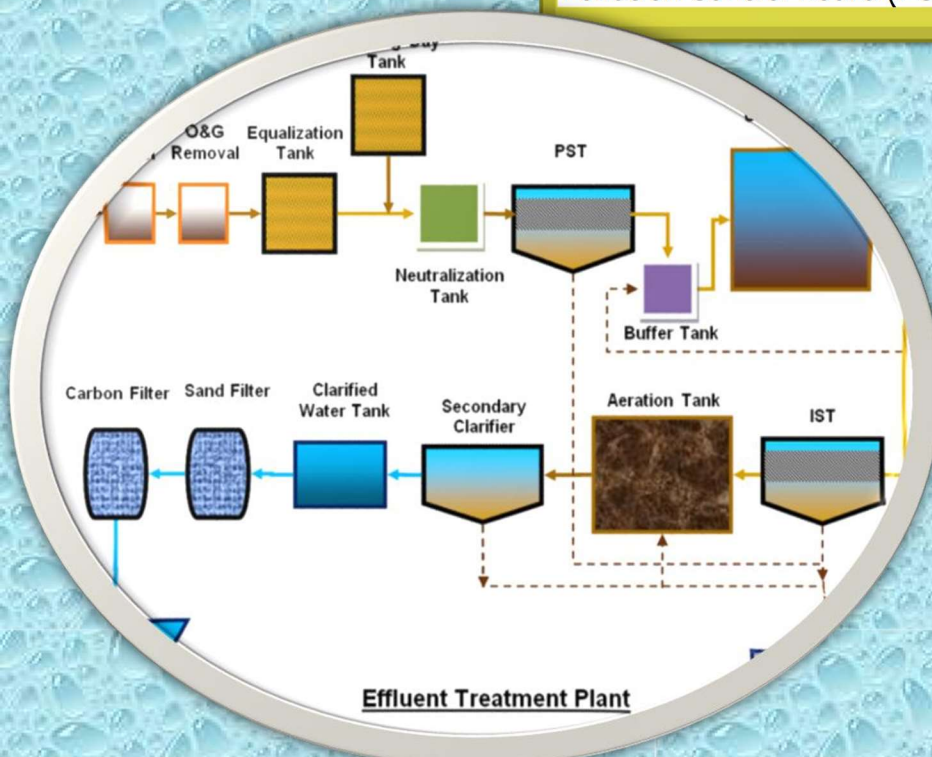 Tank
O&G
Removal
Equalization
Tank
PST
Neutralization
Tank
Buffer Tank
Carbon Filter
Sand Filter
Clarified
Water Tank
Secondary
Clarifier
Aeration Tank
IST
Effluent Treatment Plant